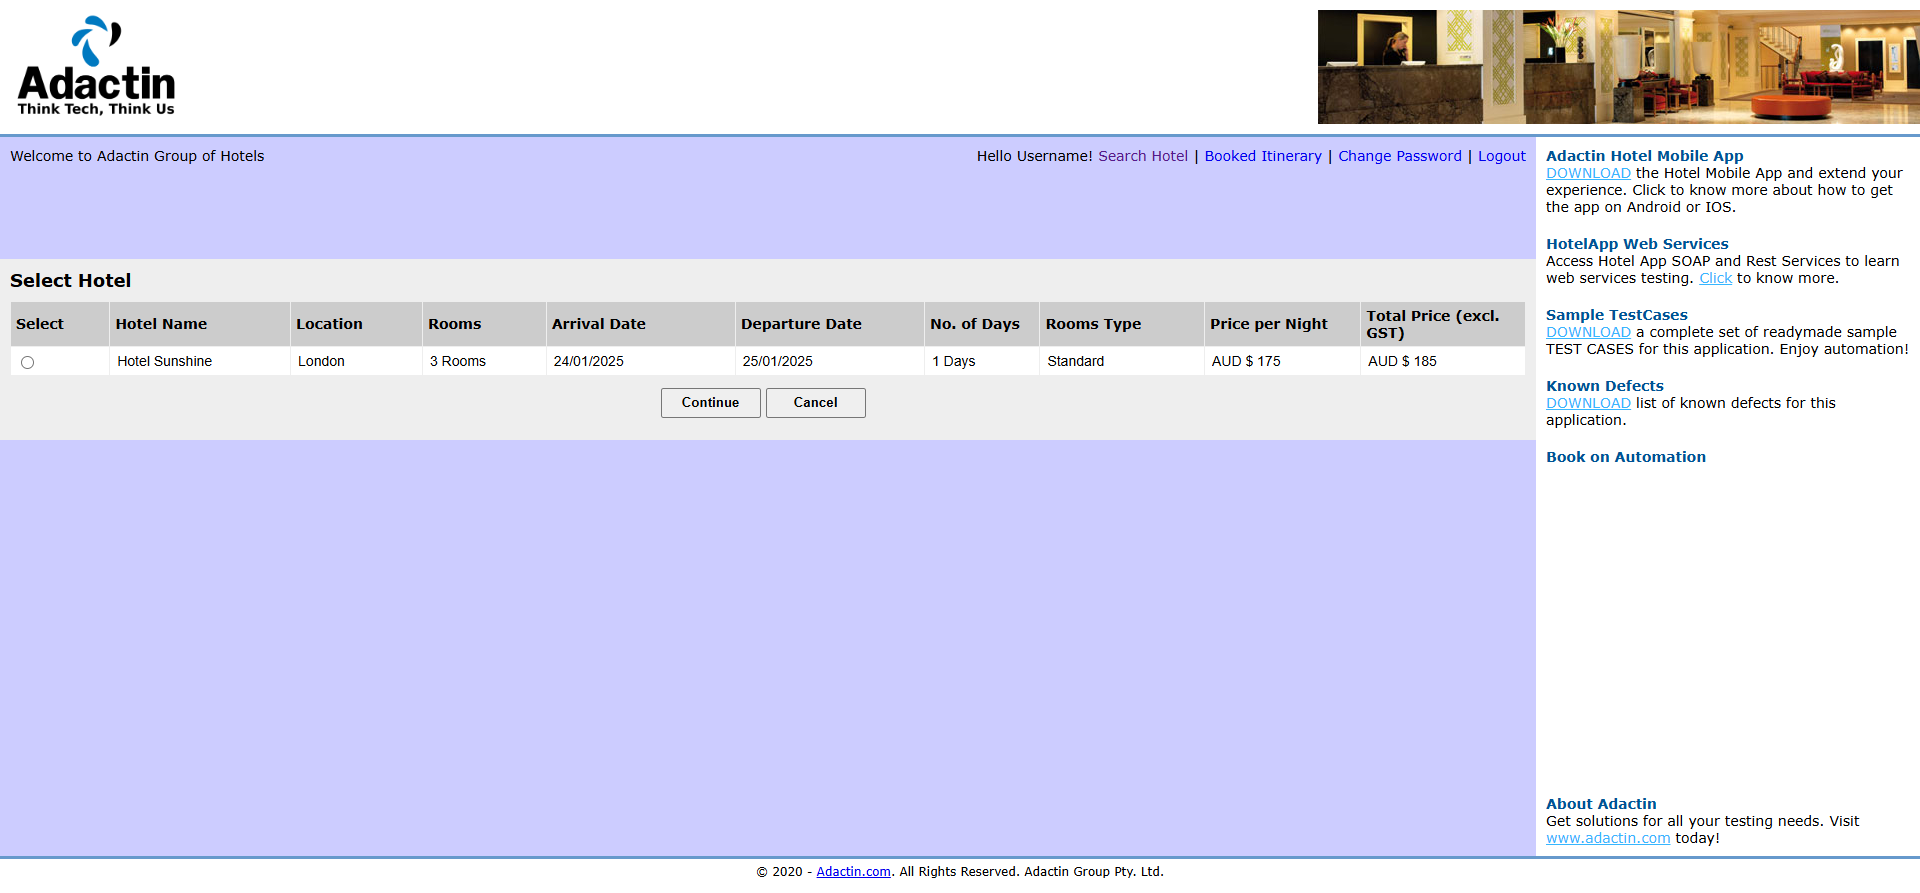 Adactin
Think Tech, Think Us
Welcome to Adactin Group of Hotels
Hello Username! Search Hotel | Booked Itinerary | Change Password | Logout
Select Hotel
Select Hotel Name Location Rooms Arrival Date Departure Date No. of Days Rooms Type Price per Night Total Price (excl. GST)
Hotel Sunshine London 3 Rooms 24/01/2025 25/01/2025 1 Days Standard AUD $ 175 AUD $ 185
Continue Cancel
Adactin Hotel Mobile App
DOWNLOAD the Hotel Mobile App and extend your
experience. Click to know more about how to get
the app on Android or IOS.
HotelApp Web Services
Access Hotel App SOAP and Rest Services to learn
web services testing. Click to know more.
Sample TestCases
DOWNLOAD a complete set of readymade sample
TEST CASES for this application. Enjoy automation!
Known Defects
DOWNLOAD list of known defects for this
application.
Book on Automation
About Adactin
Get solutions for all your testing needs. Visit
www.adactin.com today!
© 2020 - Adactin.com. All Rights Reserved. Adactin Group Pty. Ltd.